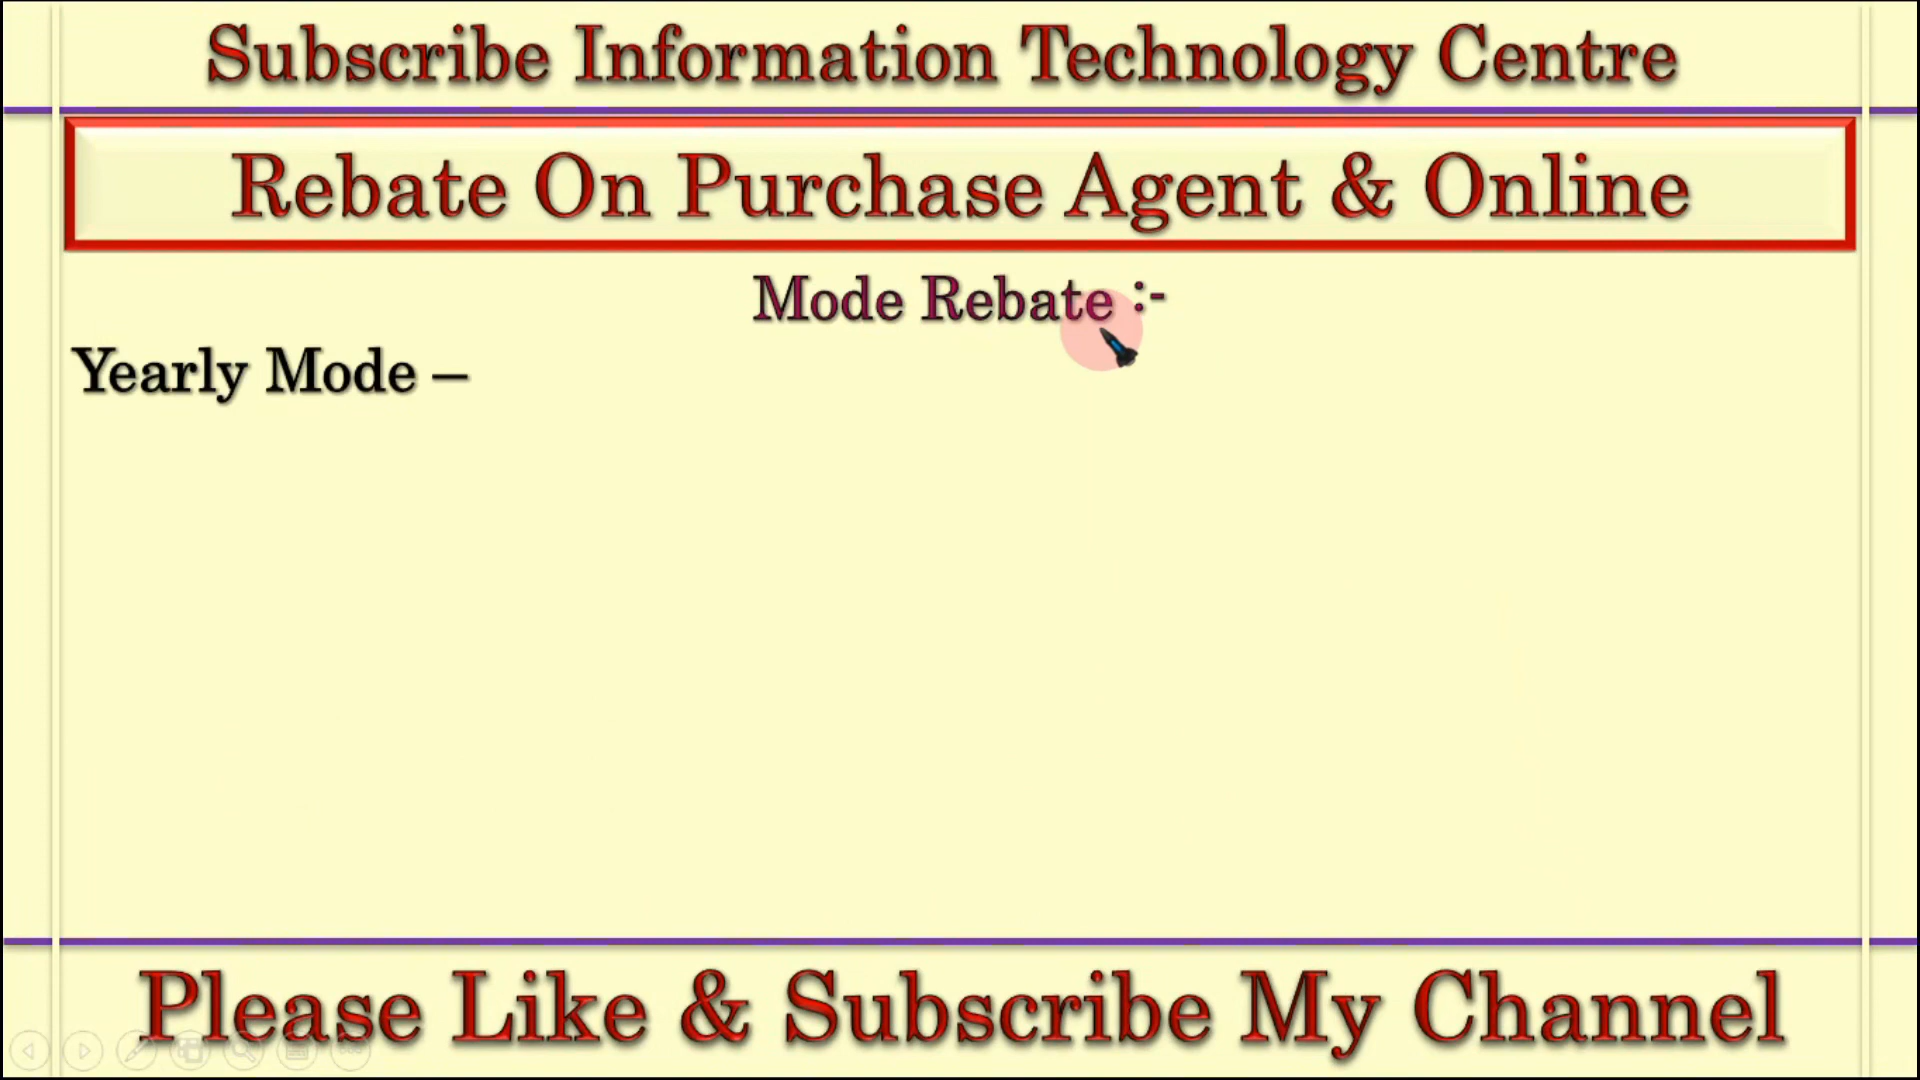 Subscribe Information Technology Centre
Rebate On Purchase Agent & Online
Mode Rebate :-
Yearly Mode –
Please Like & Subscribe My Channel